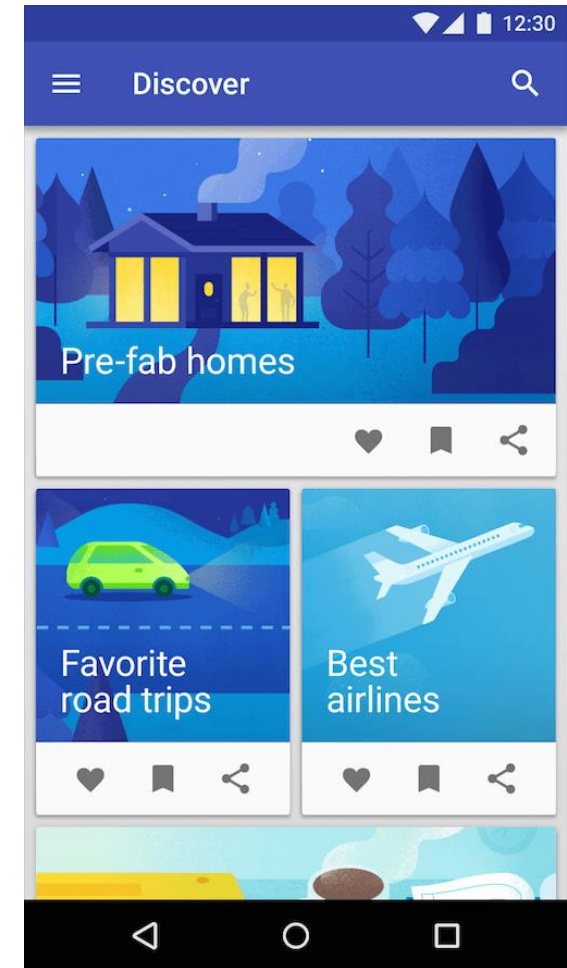 12:30
Discover
Pre-fab homes
Favorite
road trips
Best
airlines